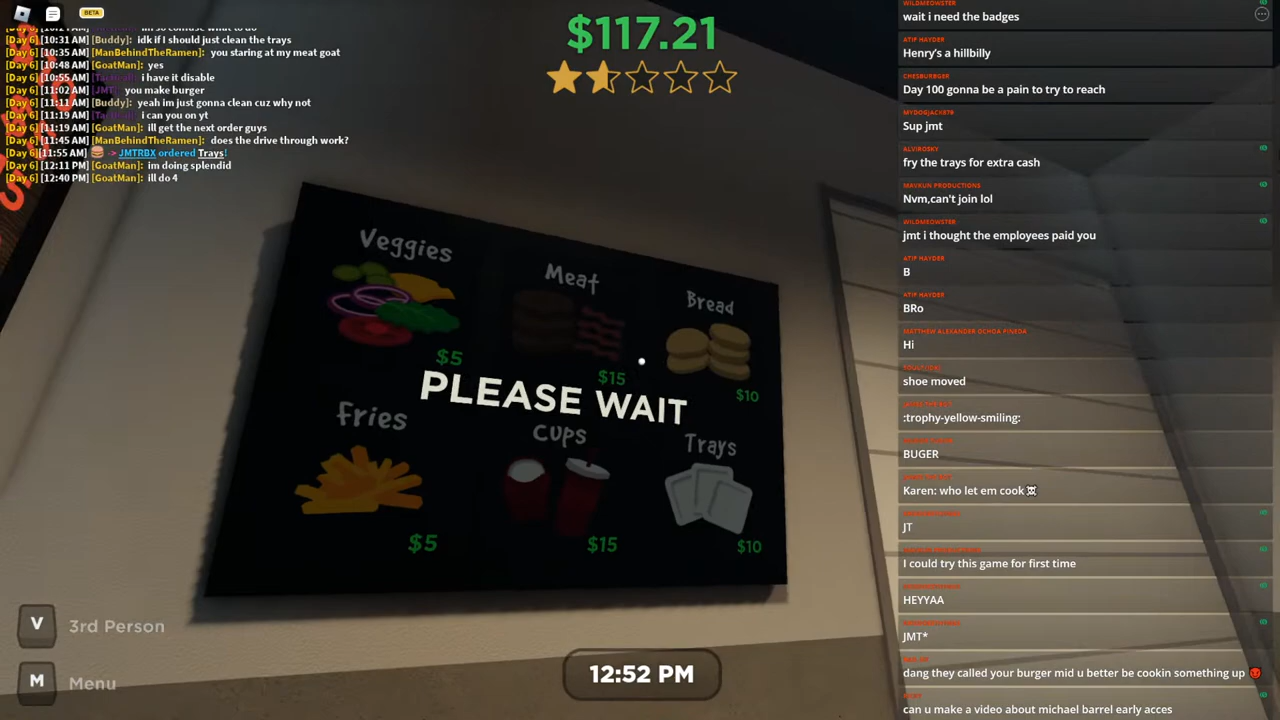 BETA
[Day 6] [10:31 AM] [Buddy]: idk if I should just clean the trays
[Day 6] [10:35 AM] [ManBehindTheRamen]: you staring at my meat goat
[Day 6] [10:48 AM] [GoatMan]: yes
[Day 6] [10:55 AM] i have it disable
[Day 6] [11:02 AM] [JMT]: you make burger
[Day 6] [11:11 AM] [Buddy]: yeah im just gonna clean cuz why not
[Day 6] [11:19 AM] i can you on yt
[Day 6] [11:19 AM] [GoatMan]: ill get the next order guys
[Day 6] [11:45 AM] [ManBehindTheRamen]: does the drive through work?
[Day 6] [11:55 AM] 🍔 -> JMTRBX ordered Trays!
[Day 6] [12:11 PM] [GoatMan]: im doing splendid
[Day 6] [12:40 PM] [GoatMan]: ill do 4
$117.21
Veggies
$5
Meat
$15
Bread
$10
PLEASE WAIT
Fries
$5
Cups
$15
Trays
$10
V 3rd Person
M Menu
12:52 PM
WILDMEOWSTER
wait i need the badges
ATIF HAYDER
Henry's a hillbilly
CHESBURBGER
Day 100 gonna be a pain to try to reach
MYDOGJACK879
Sup jmt
ALVIROSKY
fry the trays for extra cash
MAVKUN PRODUCTIONS
Nvm,can't join lol
WILDMEOWSTER
jmt i thought the employees paid you
ATIF HAYDER
B
ATIF HAYDER
BRo
MATTHEW ALEXANDER OCHOA PINEDA
Hi
shoe moved
:trophy-yellow-smiling:
BUGER
Karen: who let em cook☠
JT
I could try this game for first time
HEYYAA
JMT*
dang they called your burger mid u better be cookin something up 😈
can u make a video about michael barrel early acces